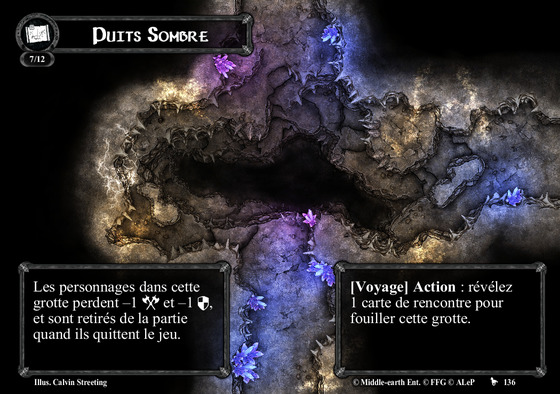 Puits Sombre
7/12
Les personnages dans cette
grotte perdent –1 et –1 ,
et sont retirés de la partie
quand ils quittent le jeu.
[Voyage] Action : révélez
1 carte de rencontre pour
fouiller cette grotte.
Illus. Calvin Streeting
© Middle-earth Ent. © FFG © ALeP 136